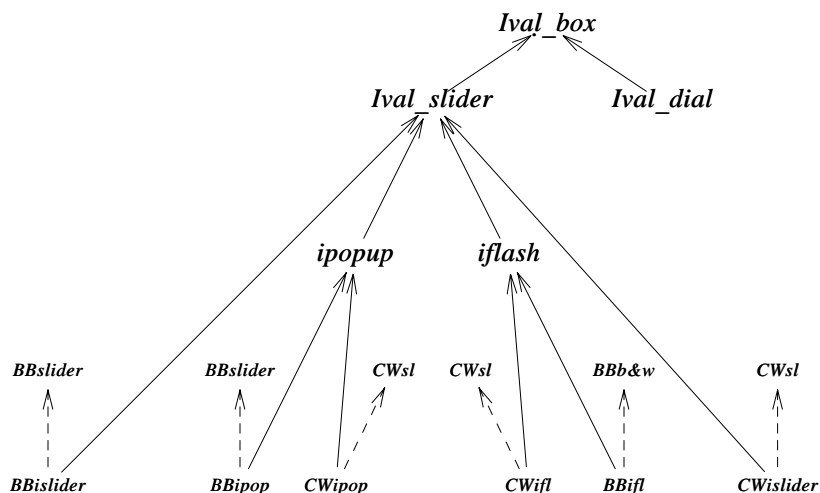 Ival_box
Ival_slider Ival_dial
ipopup iflash
BBslider BBslider CWsl CWsl BBb&w CWsl
BBislider BBipop CWipop CWifl BBifl CWislider